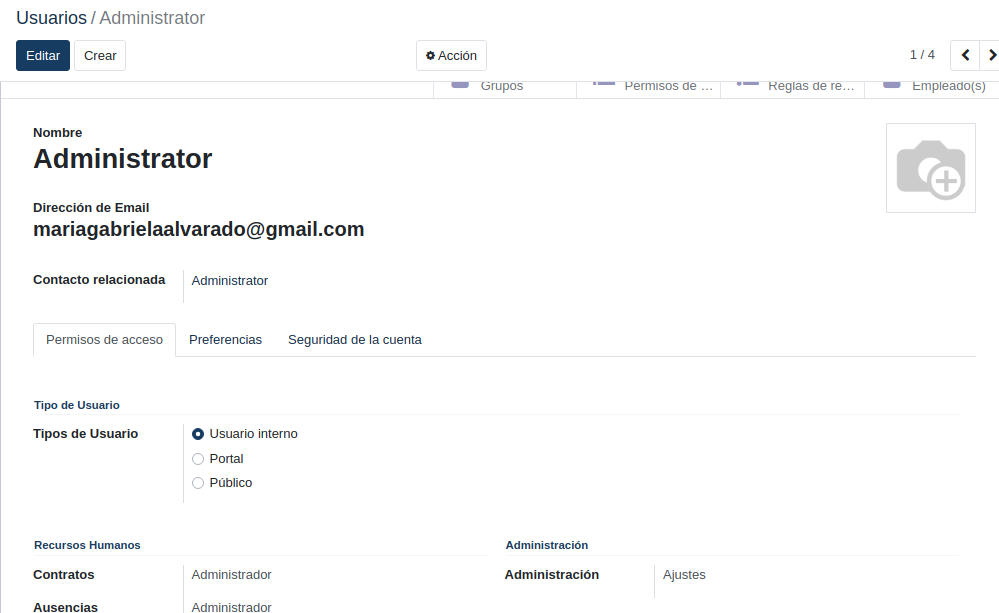 Usuarios / Administrator
Editar Crear Acción 1 / 4
Grupos Permisos de ... Reglas de re... Empleado(s)
Nombre
Administrator
Dirección de Email
mariagabrielaalvarado@gmail.com
Contacto relacionada Administrator
Permisos de acceso Preferencias Seguridad de la cuenta
Tipo de Usuario
Tipos de Usuario Usuario interno
Portal
Público
Recursos Humanos Administración
Contratos Administrador Administración Ajustes
Ausencias Administrador